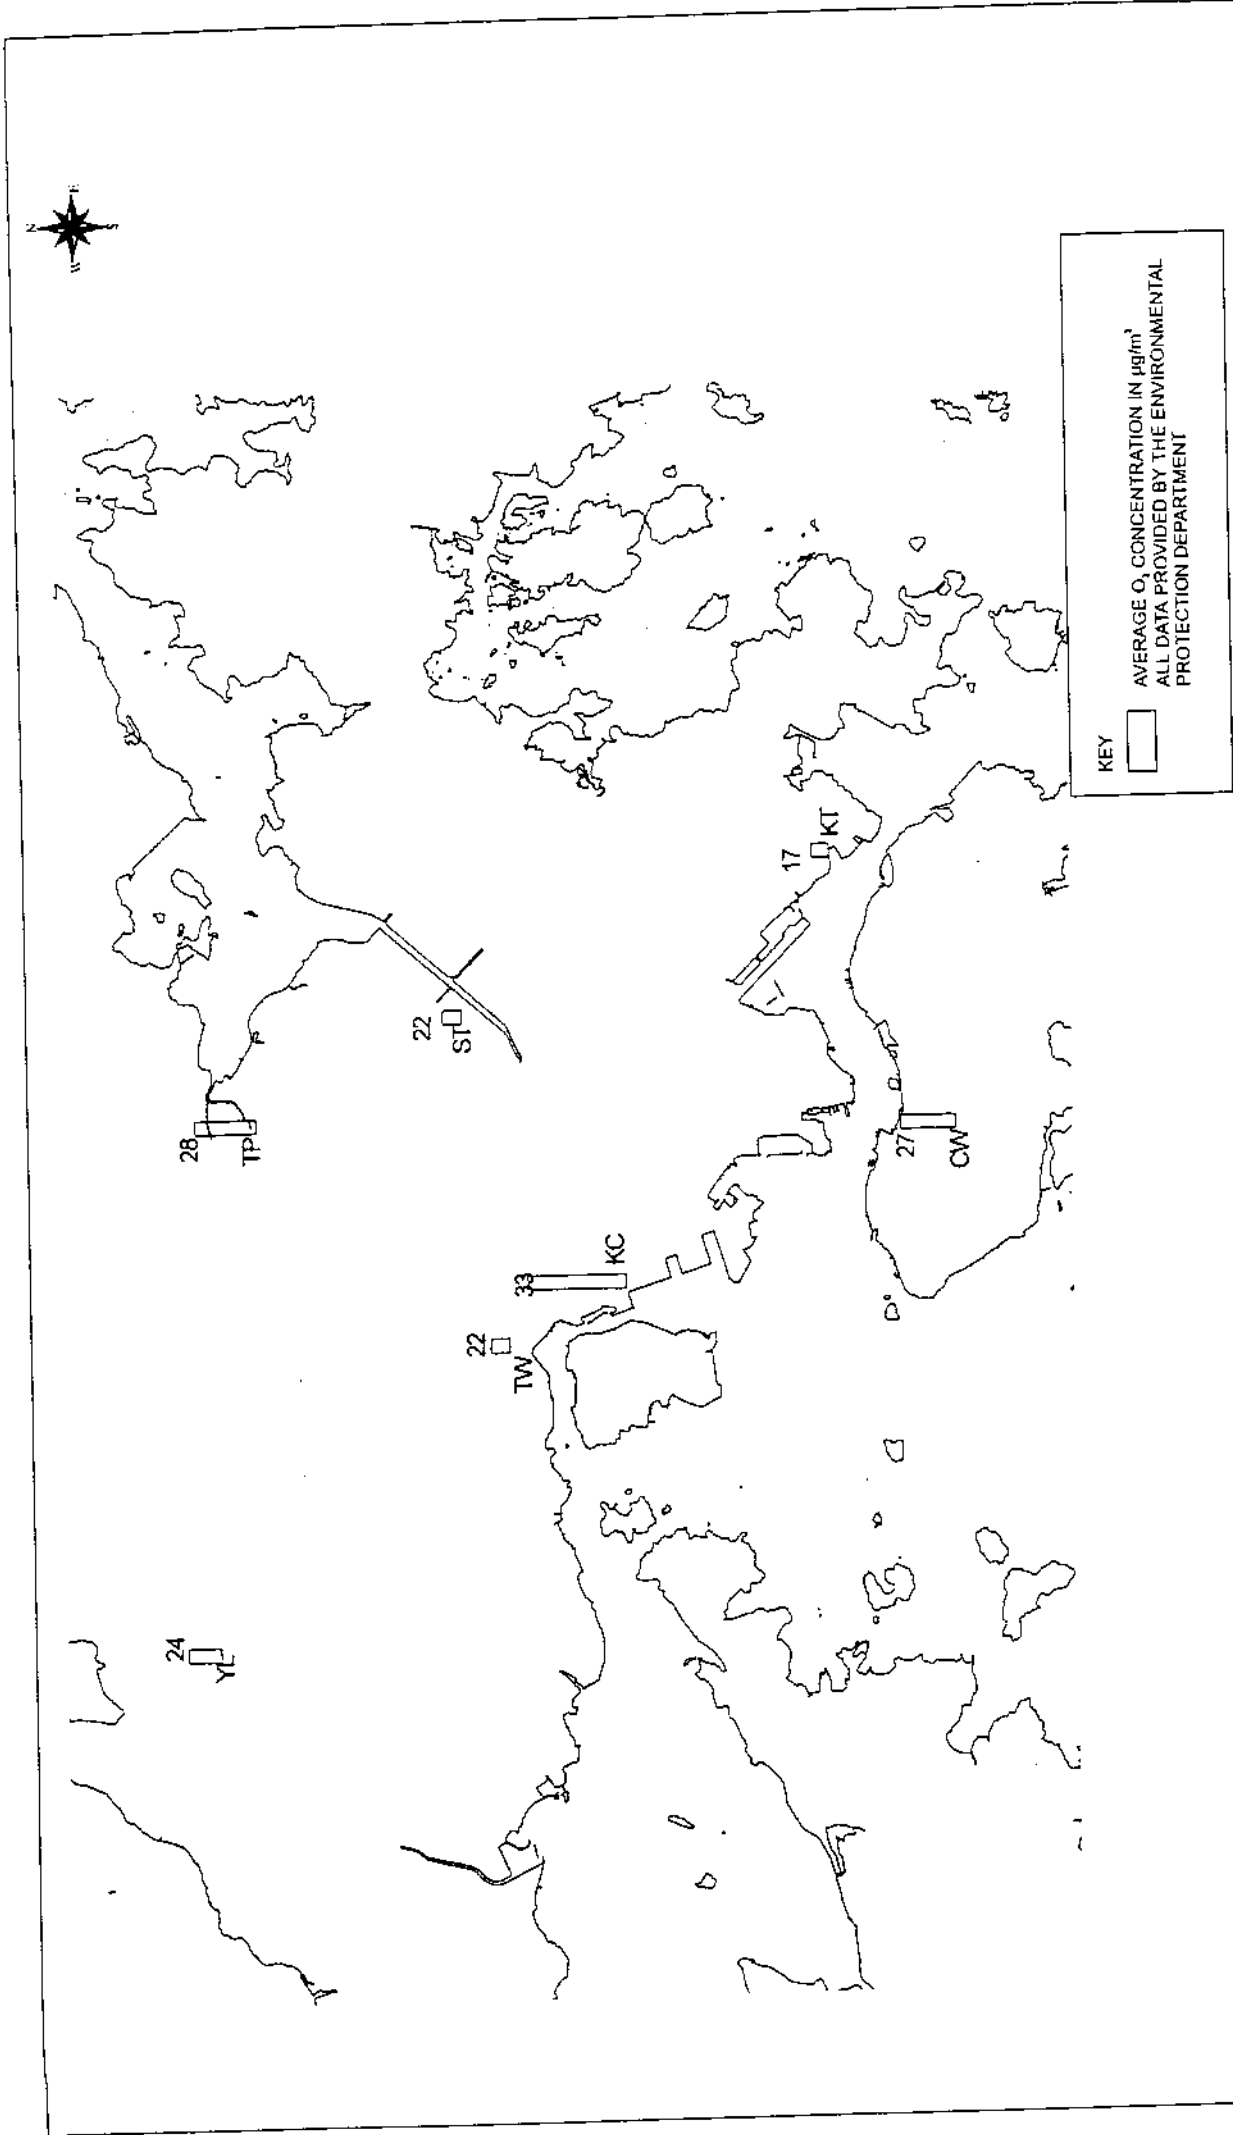 N
W
E
S
28
TP
22
ST
24
YL
22
TW
33
KC
17
KT
27
CW
KEY
AVERAGE O₃ CONCENTRATION IN µg/m³
ALL DATA PROVIDED BY THE ENVIRONMENTAL
PROTECTION DEPARTMENT